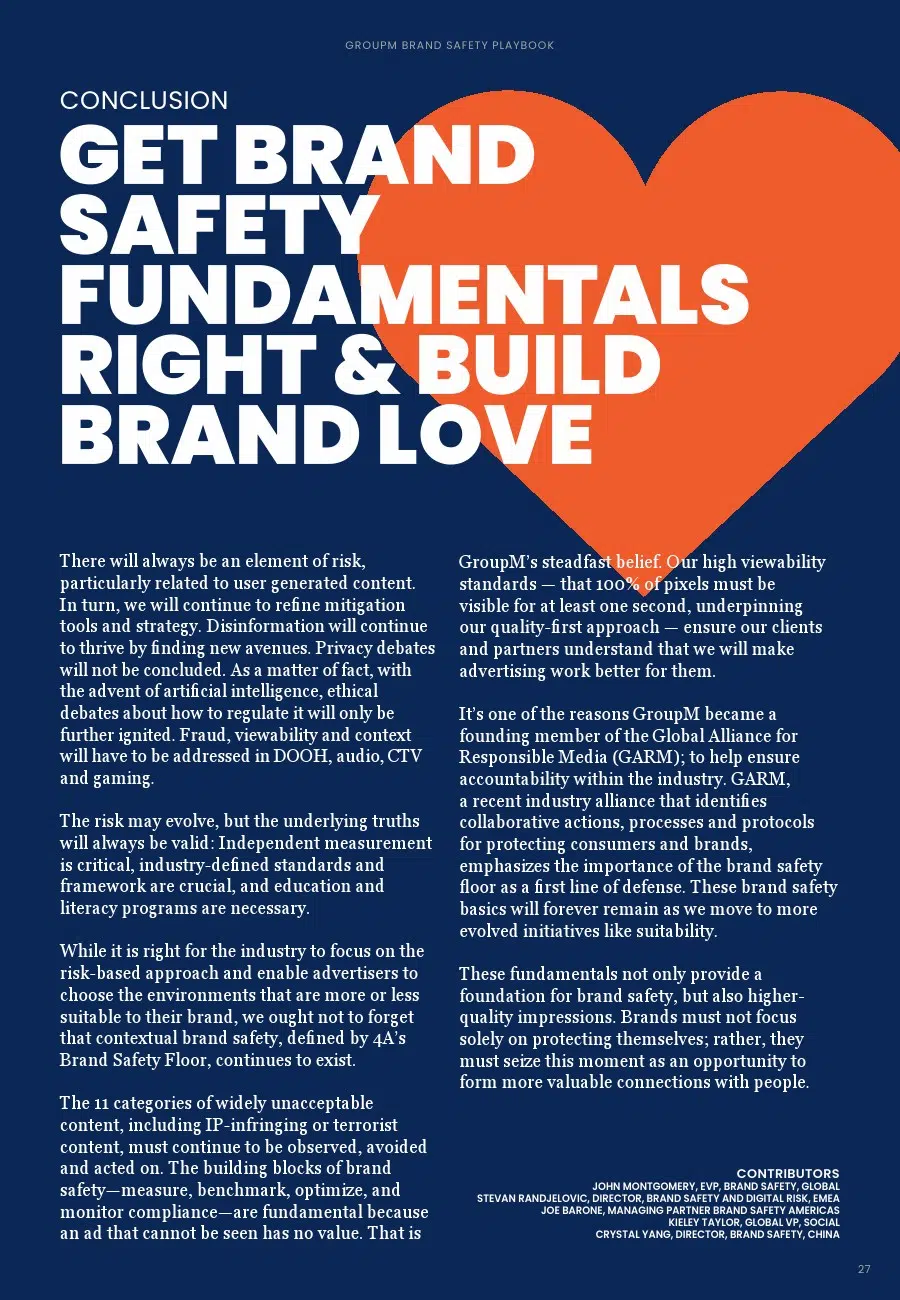 GROUPM BRAND SAFETY PLAYBOOK
CONCLUSION
GET BRAND
SAFETY
FUNDAMENTALS
RIGHT & BUILD
BRAND LOVE
There will always be an element of risk,
particularly related to user generated content.
In turn, we will continue to refine mitigation
tools and strategy. Disinformation will continue
to thrive by finding new avenues. Privacy debates
will not be concluded. As a matter of fact, with
the advent of artificial intelligence, ethical
debates about how to regulate it will only be
further ignited. Fraud, viewability and context
will have to be addressed in DOOH, audio, CTV
and gaming.
The risk may evolve, but the underlying truths
will always be valid: Independent measurement
is critical, industry-defined standards and
framework are crucial, and education and
literacy programs are necessary.
While it is right for the industry to focus on the
risk-based approach and enable advertisers to
choose the environments that are more or less
suitable to their brand, we ought not to forget
that contextual brand safety, defined by 4A's
Brand Safety Floor, continues to exist.
The 11 categories of widely unacceptable
content, including IP-infringing or terrorist
content, must continue to be observed, avoided
and acted on. The building blocks of brand
safety—measure, benchmark, optimize, and
monitor compliance—are fundamental because
an ad that cannot be seen has no value. That is
GroupM's steadfast belief. Our high viewability
standards — that 100% of pixels must be
visible for at least one second, underpinning
our quality-first approach — ensure our clients
and partners understand that we will make
advertising work better for them.
It's one of the reasons GroupM became a
founding member of the Global Alliance for
Responsible Media (GARM); to help ensure
accountability within the industry. GARM,
a recent industry alliance that identifies
collaborative actions, processes and protocols
for protecting consumers and brands,
emphasizes the importance of the brand safety
floor as a first line of defense. These brand safety
basics will forever remain as we move to more
evolved initiatives like suitability.
These fundamentals not only provide a
foundation for brand safety, but also higher-
quality impressions. Brands must not focus
solely on protecting themselves; rather, they
must seize this moment as an opportunity to
form more valuable connections with people.
CONTRIBUTORS
JOHN MONTGOMERY, EVP, BRAND SAFETY, GLOBAL
STEVAN RANDJELOVIC, DIRECTOR, BRAND SAFETY AND DIGITAL RISK, EMEA
JOE BARONE, MANAGING PARTNER BRAND SAFETY AMERICAS
KIELEY TAYLOR, GLOBAL VP, SOCIAL
CRYSTAL YANG, DIRECTOR, BRAND SAFETY, CHINA
27